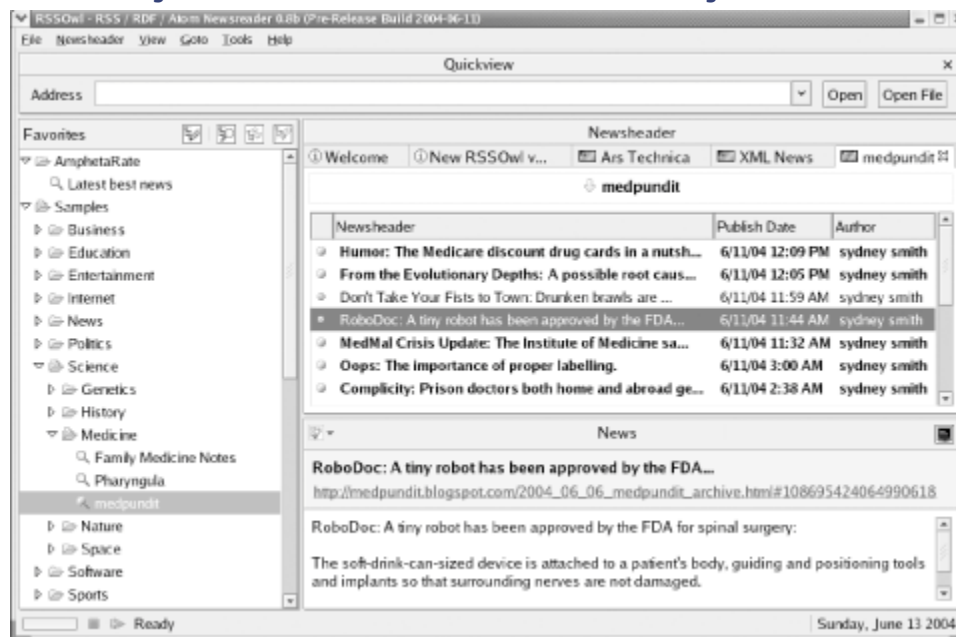 RSSOwl - RSS / RDF / Atom Newsreader 0.8b (Pre-Release Build 2004-06-11)
File Newsheader View Goto Tools Help
Quickview
Address Open Open File
Favorites
AmphetaRate
Latest best news
Samples
Business
Education
Entertainment
Internet
News
Politics
Science
Genetics
History
Medicine
Family Medicine Notes
Pharyngula
medpundit
Nature
Space
Software
Sports
Newsheader
Welcome New RSSOwl v... Ars Technica XML News medpundit
medpundit
Newsheader Publish Date Author
Humor: The Medicare discount drug cards in a nutsh... 6/11/04 12:09 PM sydney smith
From the Evolutionary Depths: A possible root caus... 6/11/04 12:05 PM sydney smith
Don't Take Your Fists to Town: Drunken brawls are ... 6/11/04 11:59 AM sydney smith
RoboDoc: A tiny robot has been approved by the FDA... 6/11/04 11:44 AM sydney smith
MedMal Crisis Update: The Institute of Medicine sa... 6/11/04 11:32 AM sydney smith
Oops: The importance of proper labelling. 6/11/04 3:00 AM sydney smith
Complicity: Prison doctors both home and abroad ge... 6/11/04 2:38 AM sydney smith
News
RoboDoc: A tiny robot has been approved by the FDA...
http://medpundit.blogspot.com/2004_06_06_medpundit_archive.html#108695424064990618
RoboDoc: A tiny robot has been approved by the FDA for spinal surgery:
The soft-drink-can-sized device is attached to a patient's body, guiding and positioning tools
and implants so that surrounding nerves are not damaged.
Ready
Sunday, June 13 2004